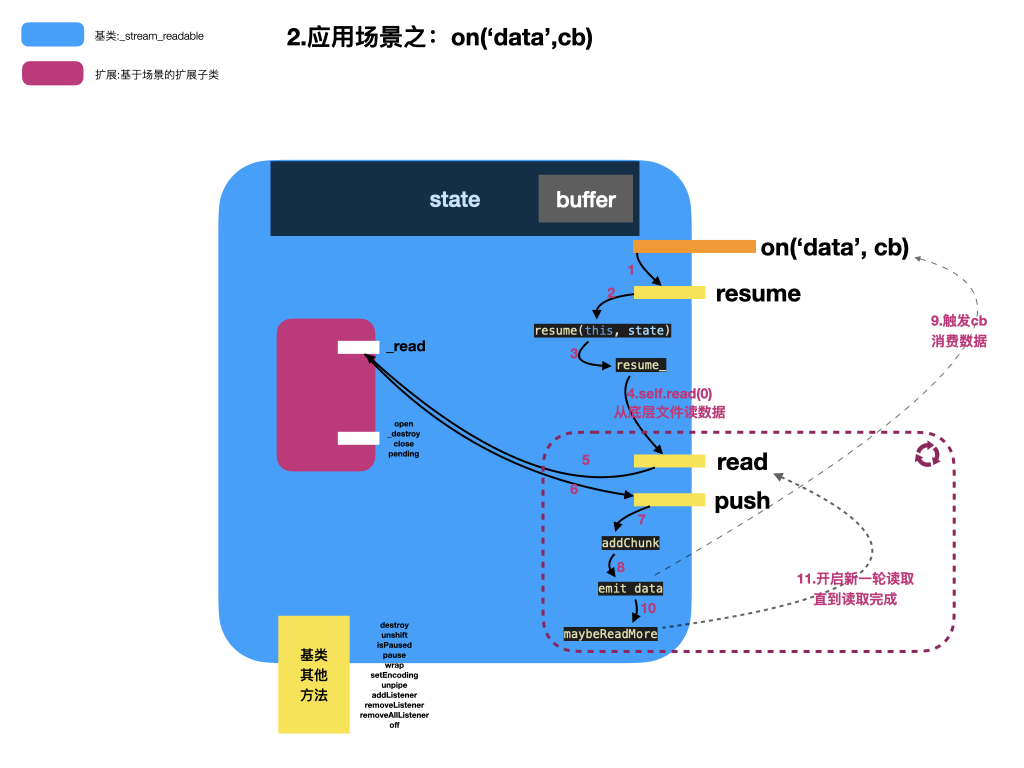 基类:_stream_readable
2.应用场景之：on(‘data’,cb)
扩展:基于场景的扩展子类
state
buffer
on(‘data’, cb)
1
resume
2
9.触发cb
消费数据
resume(this, state)
_read
3
resume_
4.self.read(0)
从底层文件读数据
open
_destroy
close
pending
5
read
6
push
7
addChunk
8
11.开启新一轮读取
直到读取完成
emit data
10
maybeReadMore
基类
其他
方法
destroy
unshift
isPaused
pause
wrap
setEncoding
unpipe
addListener
removeListener
removeAllListener
off